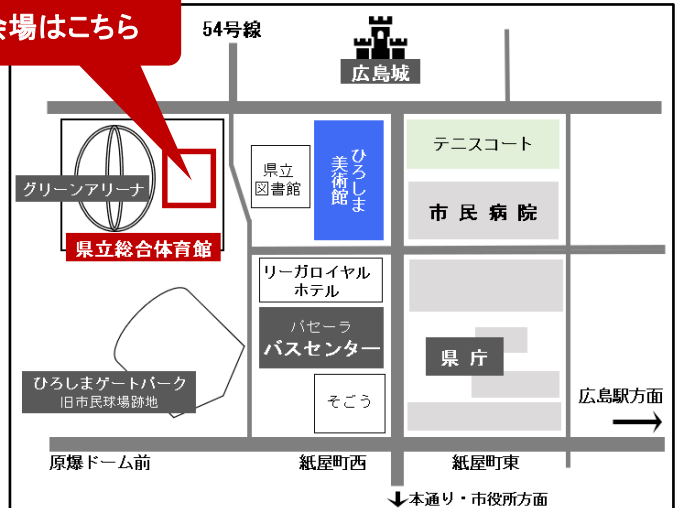 会場はこちら
54号線
広島城
テニスコート
県立
図書館
ひろしま
美術館
グリーンアリーナ
市民病院
県立総合体育館
リーガロイヤル
ホテル
パセーラ
バスセンター
県庁
ひろしまゲートパーク
旧市民球場跡地
そごう
広島駅方面
原爆ドーム前
紙屋町西
紙屋町東
本通り・市役所方面